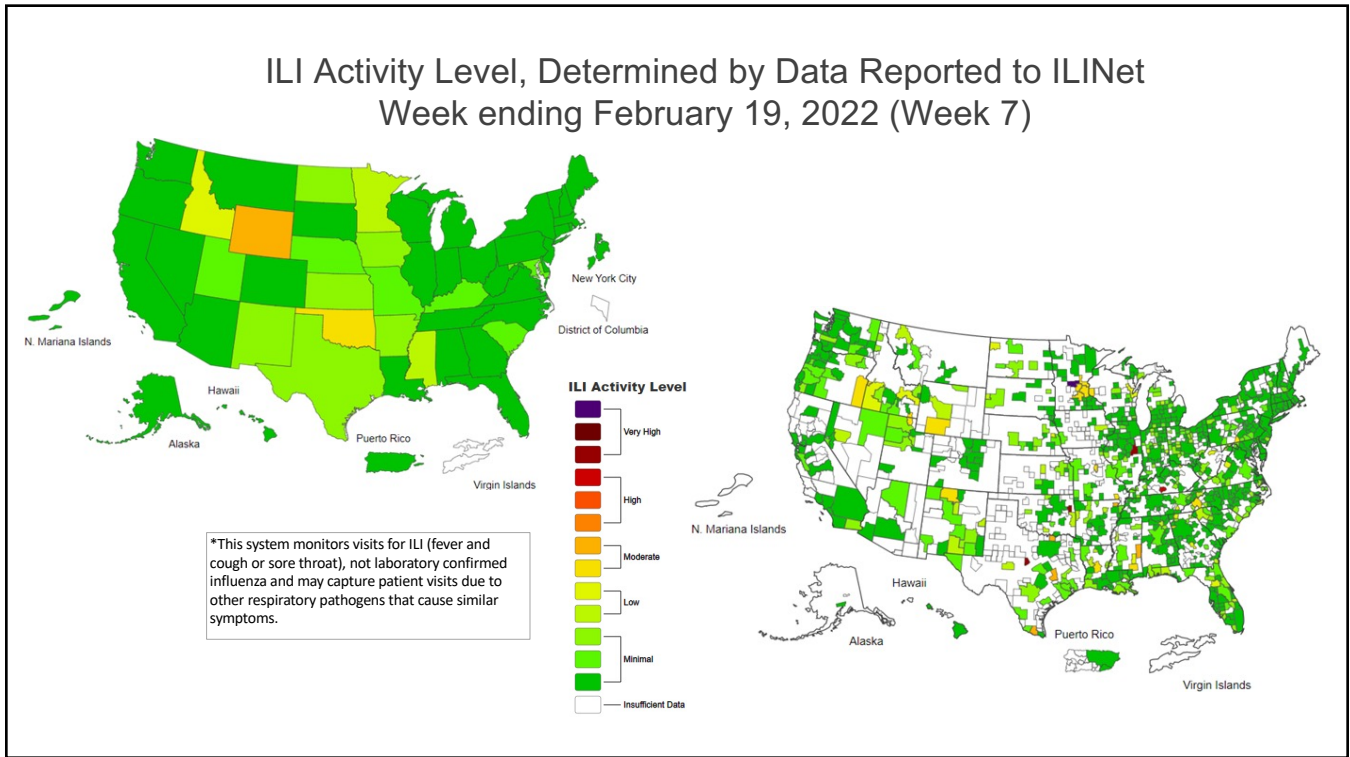 ILI Activity Level, Determined by Data Reported to ILINet
Week ending February 19, 2022 (Week 7)
New York City
District of Columbia
N. Mariana Islands
Hawaii
Alaska
Puerto Rico
Virgin Islands
ILI Activity Level
Very High
High
Moderate
Low
Minimal
Insufficient Data
*This system monitors visits for ILI (fever and
cough or sore throat), not laboratory confirmed
influenza and may capture patient visits due to
other respiratory pathogens that cause similar
symptoms.
N. Mariana Islands
Hawaii
Alaska
Puerto Rico
Virgin Islands